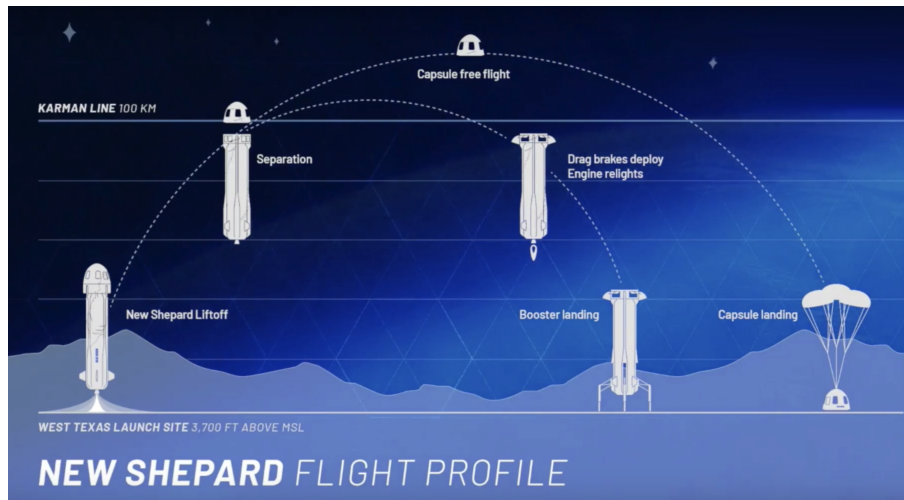 Capsule free flight
KARMAN LINE 100 KM
Separation
Drag brakes deploy
Engine relights
New Shepard Liftoff
Booster landing
Capsule landing
WEST TEXAS LAUNCH SITE 3,700 FT ABOVE MSL
NEW SHEPARD FLIGHT PROFILE